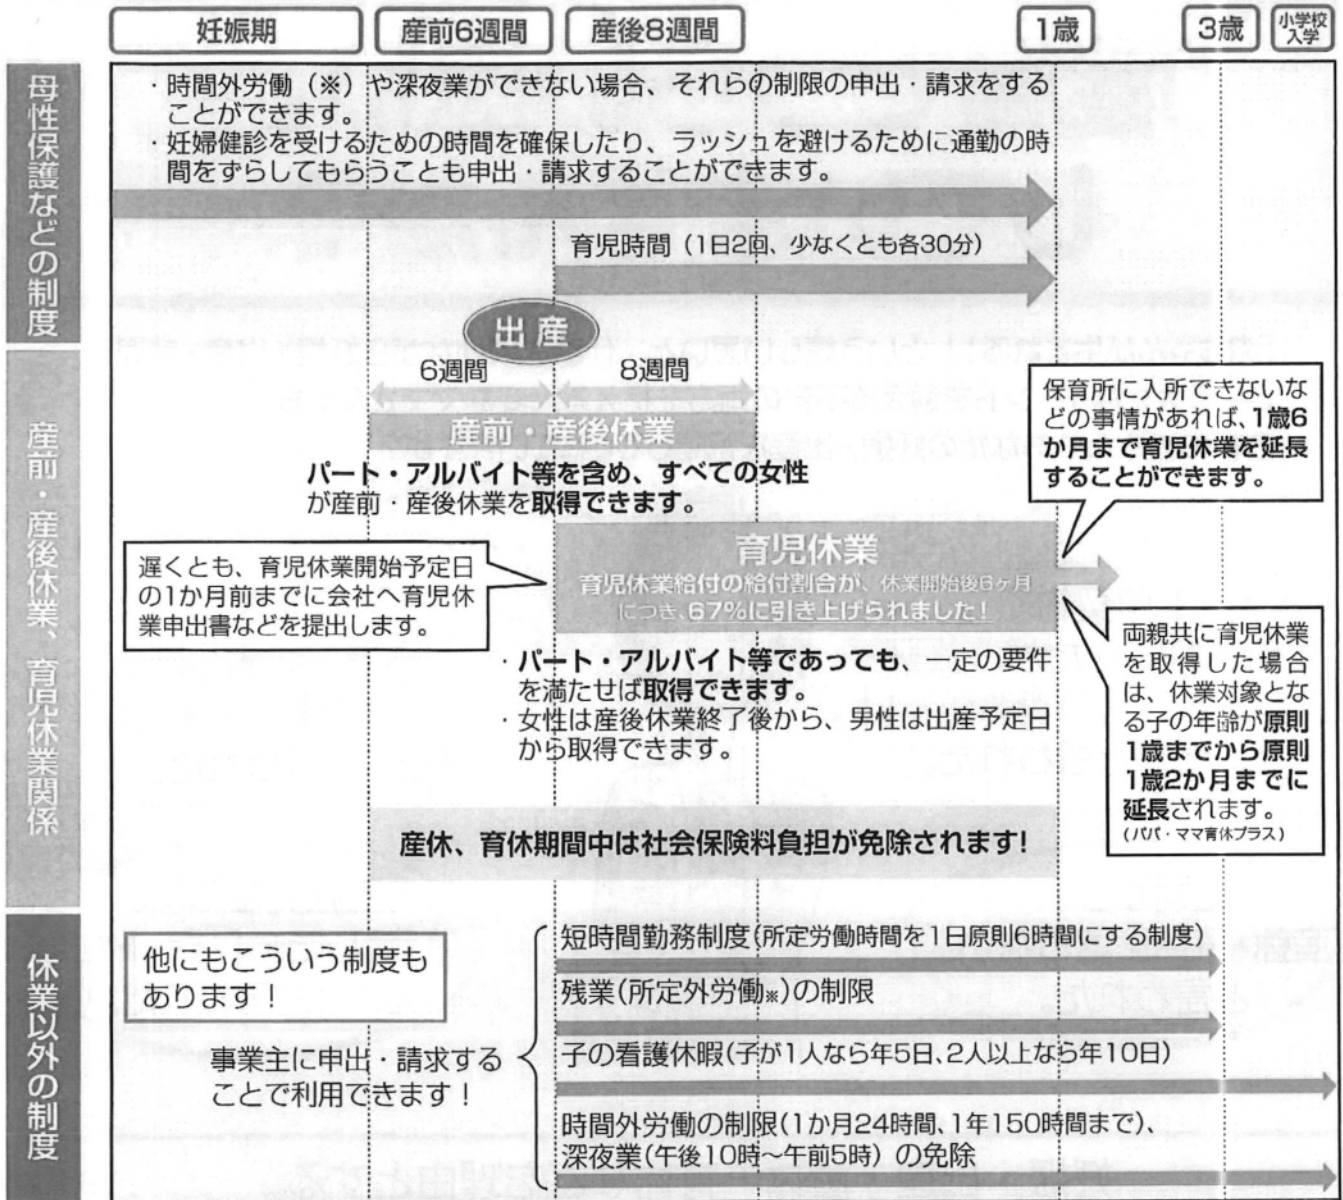 妊娠期
産前6週間
産後8週間
1歳
3歳
小学校
入学
母性保護などの制度
・時間外労働（※）や深夜業ができない場合、それらの制限の申出・請求をする
ことができます。
・妊婦健診を受けるための時間を確保したり、ラッシュを避けるために通勤の時
間をずらしてもらうことも申出・請求することができます。
育児時間（1日2回、少なくとも各30分）
出産
産前・産後休業、育児休業関係
6週間
8週間
産前・産後休業
パート・アルバイト等を含め、すべての女性
が産前・産後休業を取得できます。
保育所に入所できないな
どの事情があれば、1歳6
か月まで育児休業を延長
することができます。
遅くとも、育児休業開始予定日
の1か月前までに会社へ育児休
業申出書などを提出します。
育児休業
育児休業給付の給付割合が、休業開始後6ヶ月
につき、67%に引き上げられました！
・パート・アルバイト等であっても、一定の要件
を満たせば取得できます。
・女性は産後休業終了後から、男性は出産予定日
から取得できます。
両親共に育児休業
を取得した場合
は、休業対象とな
る子の年齢が原則
1歳までから原則
1歳2か月までに
延長されます。
（パパ・ママ育休プラス）
産休、育休期間中は社会保険料負担が免除されます!
休業以外の制度
他にもこういう制度も
あります！
事業主に申出・請求する
ことで利用できます！
短時間勤務制度（所定労働時間を1日原則6時間にする制度）
残業（所定外労働※）の制限
子の看護休暇（子が1人なら年5日、2人以上なら年10日）
時間外労働の制限（1か月24時間、1年150時間まで）、
深夜業（午後10時～午前5時）の免除